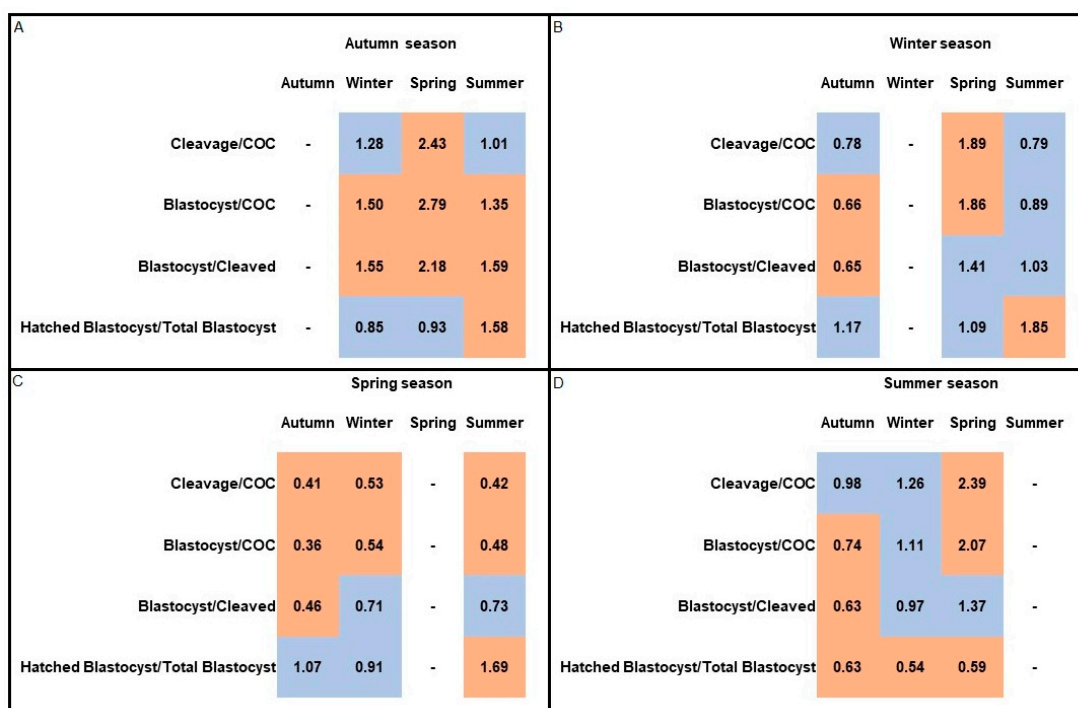 A
Autumn season
Autumn Winter Spring Summer
Cleavage/COC - 1.28 2.43 1.01
Blastocyst/COC - 1.50 2.79 1.35
Blastocyst/Cleaved - 1.55 2.18 1.59
Hatched Blastocyst/Total Blastocyst - 0.85 0.93 1.58
B
Winter season
Autumn Winter Spring Summer
Cleavage/COC 0.78 - 1.89 0.79
Blastocyst/COC 0.66 - 1.86 0.89
Blastocyst/Cleaved 0.65 - 1.41 1.03
Hatched Blastocyst/Total Blastocyst 1.17 - 1.09 1.85
C
Spring season
Autumn Winter Spring Summer
Cleavage/COC 0.41 0.53 - 0.42
Blastocyst/COC 0.36 0.54 - 0.48
Blastocyst/Cleaved 0.46 0.71 - 0.73
Hatched Blastocyst/Total Blastocyst 1.07 0.91 - 1.69
D
Summer season
Autumn Winter Spring Summer
Cleavage/COC 0.98 1.26 2.39 -
Blastocyst/COC 0.74 1.11 2.07 -
Blastocyst/Cleaved 0.63 0.97 1.37 -
Hatched Blastocyst/Total Blastocyst 0.63 0.54 0.59 -